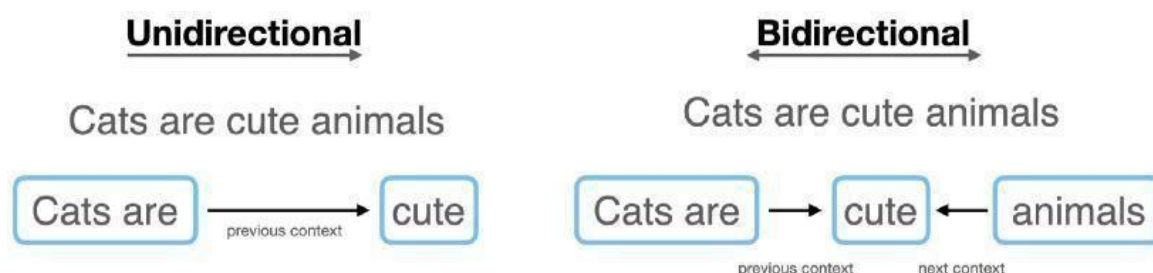 Unidirectional
Cats are cute animals
Cats are
previous context
cute
Bidirectional
Cats are cute animals
Cats are
cute
animals
previous context
next context